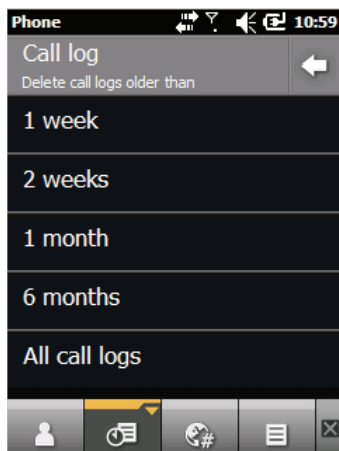 Phone 10:59
Call log
Delete call logs older than
1 week
2 weeks
1 month
6 months
All call logs
#